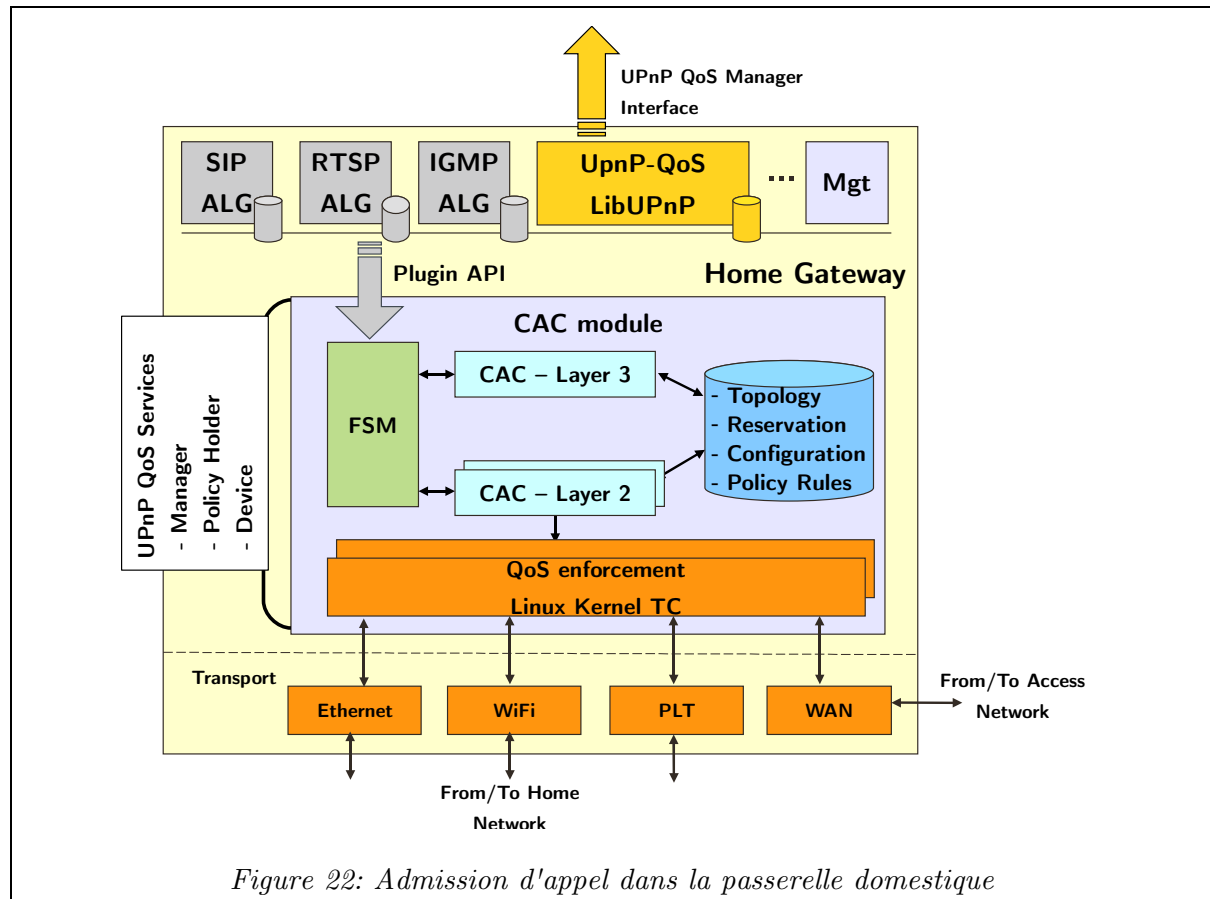 UPnP QoS Manager
Interface
SIP
ALG
RTSP
ALG
IGMP
ALG
UpnP-QoS
LibUPnP
...
Mgt
Plugin API
Home Gateway
UPnP QoS Services
- Manager
- Policy Holder
- Device
CAC module
FSM
CAC – Layer 3
CAC – Layer 2
- Topology
- Reservation
- Configuration
- Policy Rules
QoS enforcement
Linux Kernel TC
Transport
Ethernet
WiFi
PLT
WAN
From/To Access
Network
From/To Home
Network
Figure 22: Admission d'appel dans la passerelle domestique